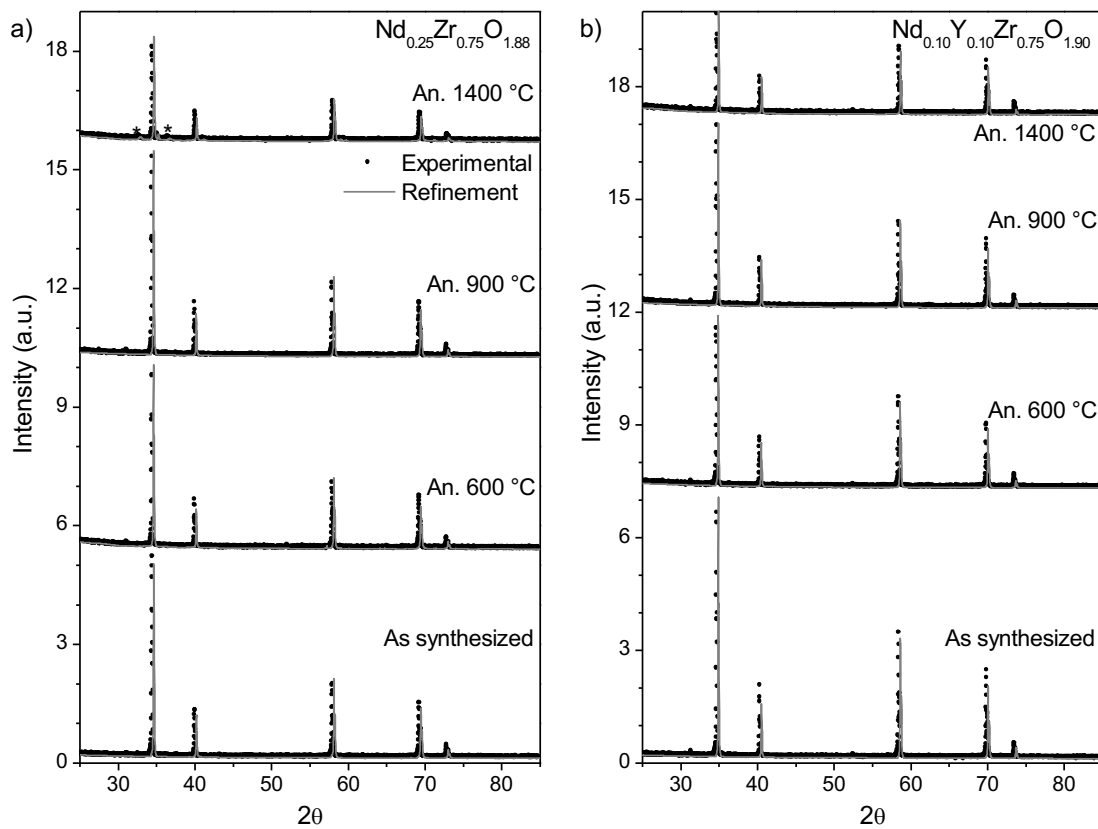 a)
Nd0.25Zr0.75O1.88
18
An. 1400 °C
* *
15
Experimental
Refinement
12
An. 900 °C
9
An. 600 °C
6
3
As synthesized
0
30 40 50 60 70 80
2θ
Intensity (a.u.)
b)
Nd0.10Y0.10Zr0.75O1.90
18
An. 1400 °C
15
An. 900 °C
12
An. 600 °C
9
6
3
As synthesized
0
30 40 50 60 70 80
2θ
Intensity (a.u.)